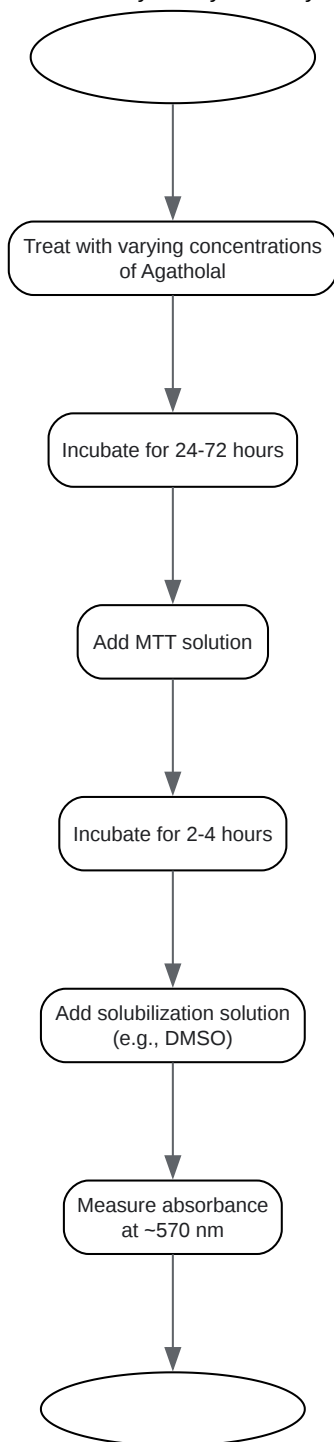 Treat with varying concentrations
of Agatholal
Incubate for 24-72 hours
Add MTT solution
Incubate for 2-4 hours
Add solubilization solution
(e.g., DMSO)
Measure absorbance
at ~570 nm